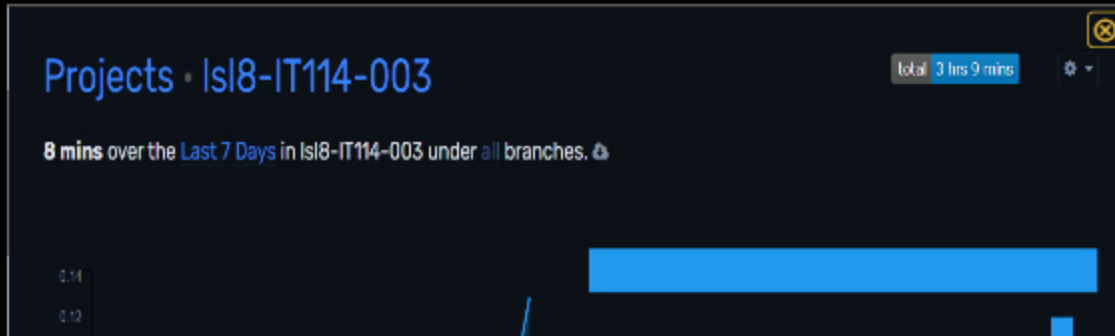 Projects • lsl8-IT114-003
total 3 hrs 9 mins
8 mins over the Last 7 Days in lsl8-IT114-003 under all branches.
0.14
0.12